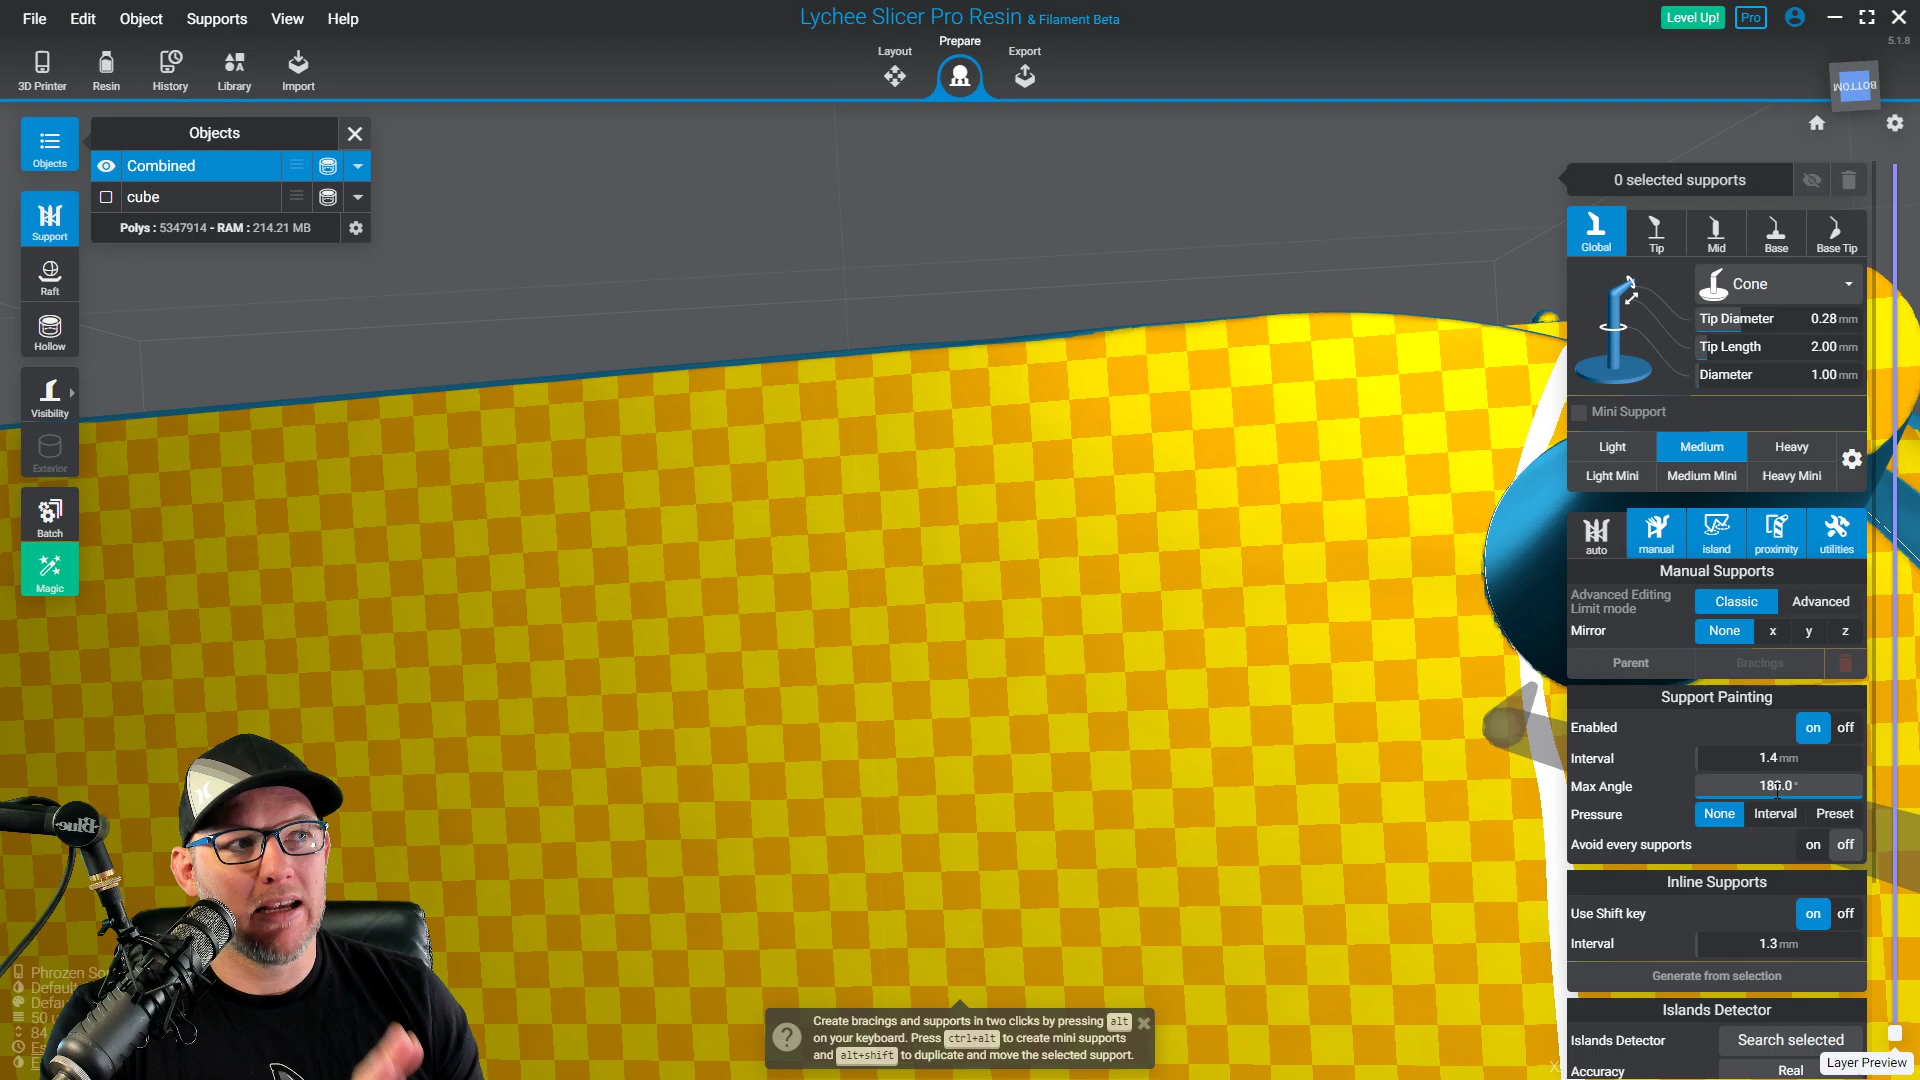 File Edit Object Supports View Help
Lychee Slicer Pro Resin & Filament Beta
Level Up! Pro
5.1.8
3D Printer Resin History Library Import
Layout Prepare Export
BOTTOM
Objects
Support
Raft
Hollow
Visibility
Exterior
Batch
Magic
Objects
Combined
cube
Polys : 5347914 - RAM : 214.21 MB
0 selected supports
Global Tip Mid Base Base Tip
Cone
Tip Diameter 0.28 mm
Tip Length 2.00 mm
Diameter 1.00 mm
Mini Support
Light Medium Heavy
Light Mini Medium Mini Heavy Mini
auto manual island proximity utilities
Manual Supports
Advanced Editing
Limit mode
Classic Advanced
Mirror None x y z
Parent Bracings
Support Painting
Enabled on off
Interval 1.4 mm
Max Angle 180.0 °
Pressure None Interval Preset
Avoid every supports on off
Inline Supports
Use Shift key on off
Interval 1.3 mm
Generate from selection
Islands Detector
Islands Detector Search selected
Accuracy Real
Layer Preview
Create bracings and supports in two clicks by pressing alt
on your keyboard. Press ctrl+alt to create mini supports
and alt+shift to duplicate and move the selected support.
Blue
Phrozen
50
84